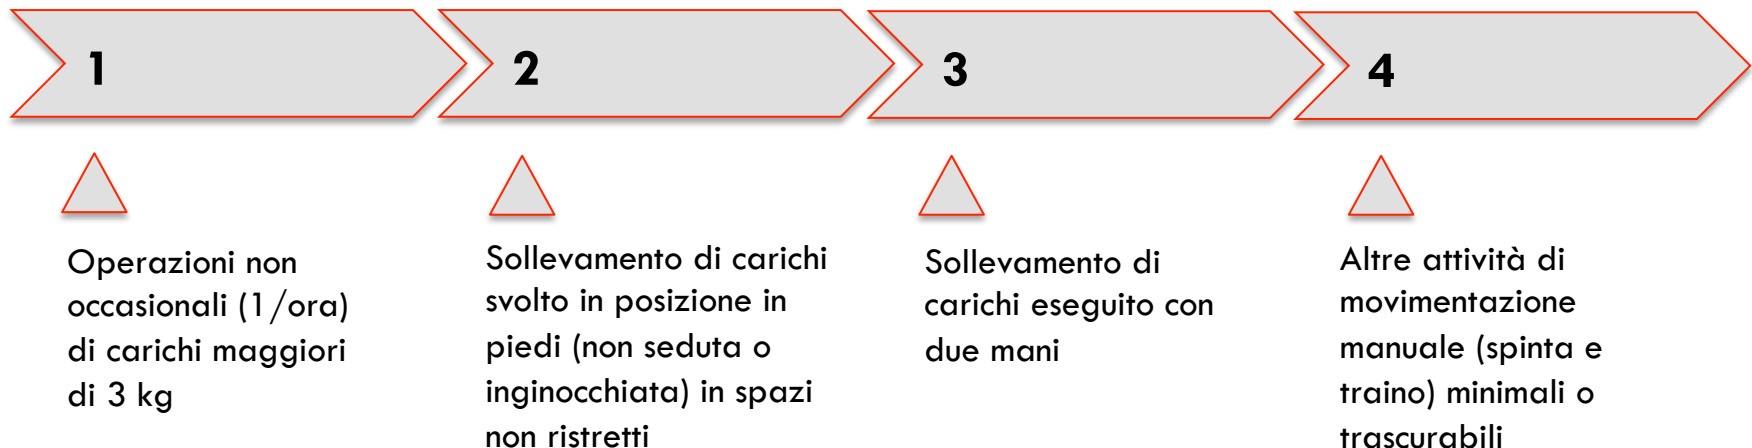 1
2
3
4
Operazioni non
occasionali (1/ora)
di carichi maggiori
di 3 kg
Sollevamento di carichi
svolto in posizione in
piedi (non seduta o
inginocchiata) in spazi
non ristretti
Sollevamento di
carichi eseguito con
due mani
Altre attività di
movimentazione
manuale (spinta e
traino) minimali o
trascurabili